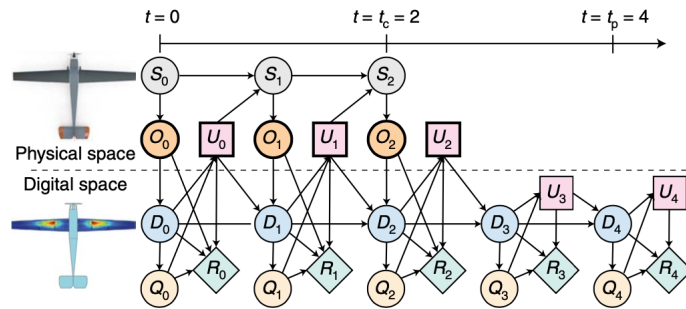 t = 0
t = t_c = 2
t = t_p = 4
S_0 S_1 S_2
O_0 U_0 O_1 U_1 O_2 U_2
Physical space
Digital space
U_3 U_4
D_0 D_1 D_2 D_3 D_4
R_0 R_1 R_2 R_3 R_4
Q_0 Q_1 Q_2 Q_3 Q_4